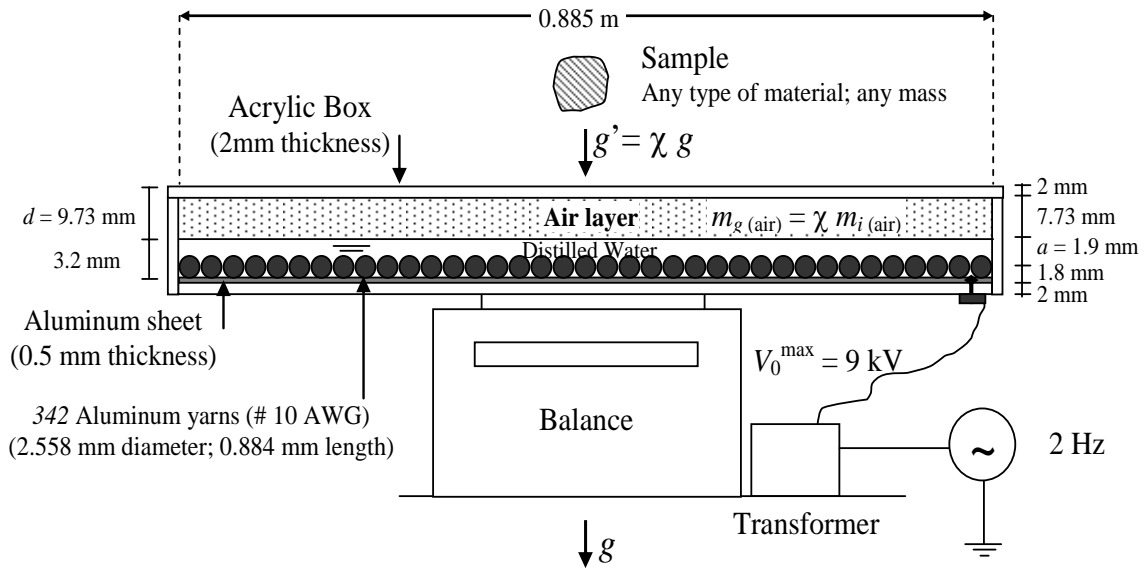 0.885 m
Sample
Any type of material; any mass
Acrylic Box
(2mm thickness)
g’ = χ g
2 mm
d = 9.73 mm
Air layer
m g (air) = χ m i (air)
7.73 mm
Distilled Water
a = 1.9 mm
3.2 mm
1.8 mm
2 mm
Aluminum sheet
(0.5 mm thickness)
V0 max = 9 kV
342 Aluminum yarns (# 10 AWG)
(2.558 mm diameter; 0.884 mm length)
Balance
~
2 Hz
Transformer
g